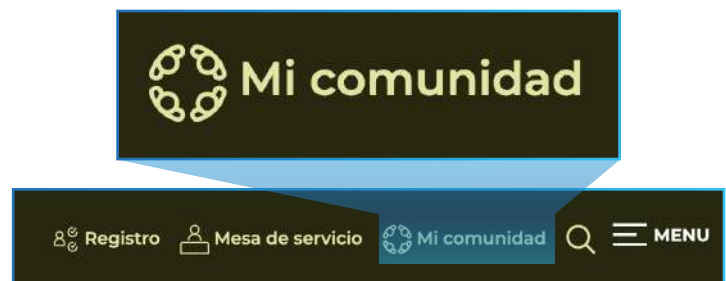 Mi comunidad
Registro Mesa de servicio Mi comunidad MENU